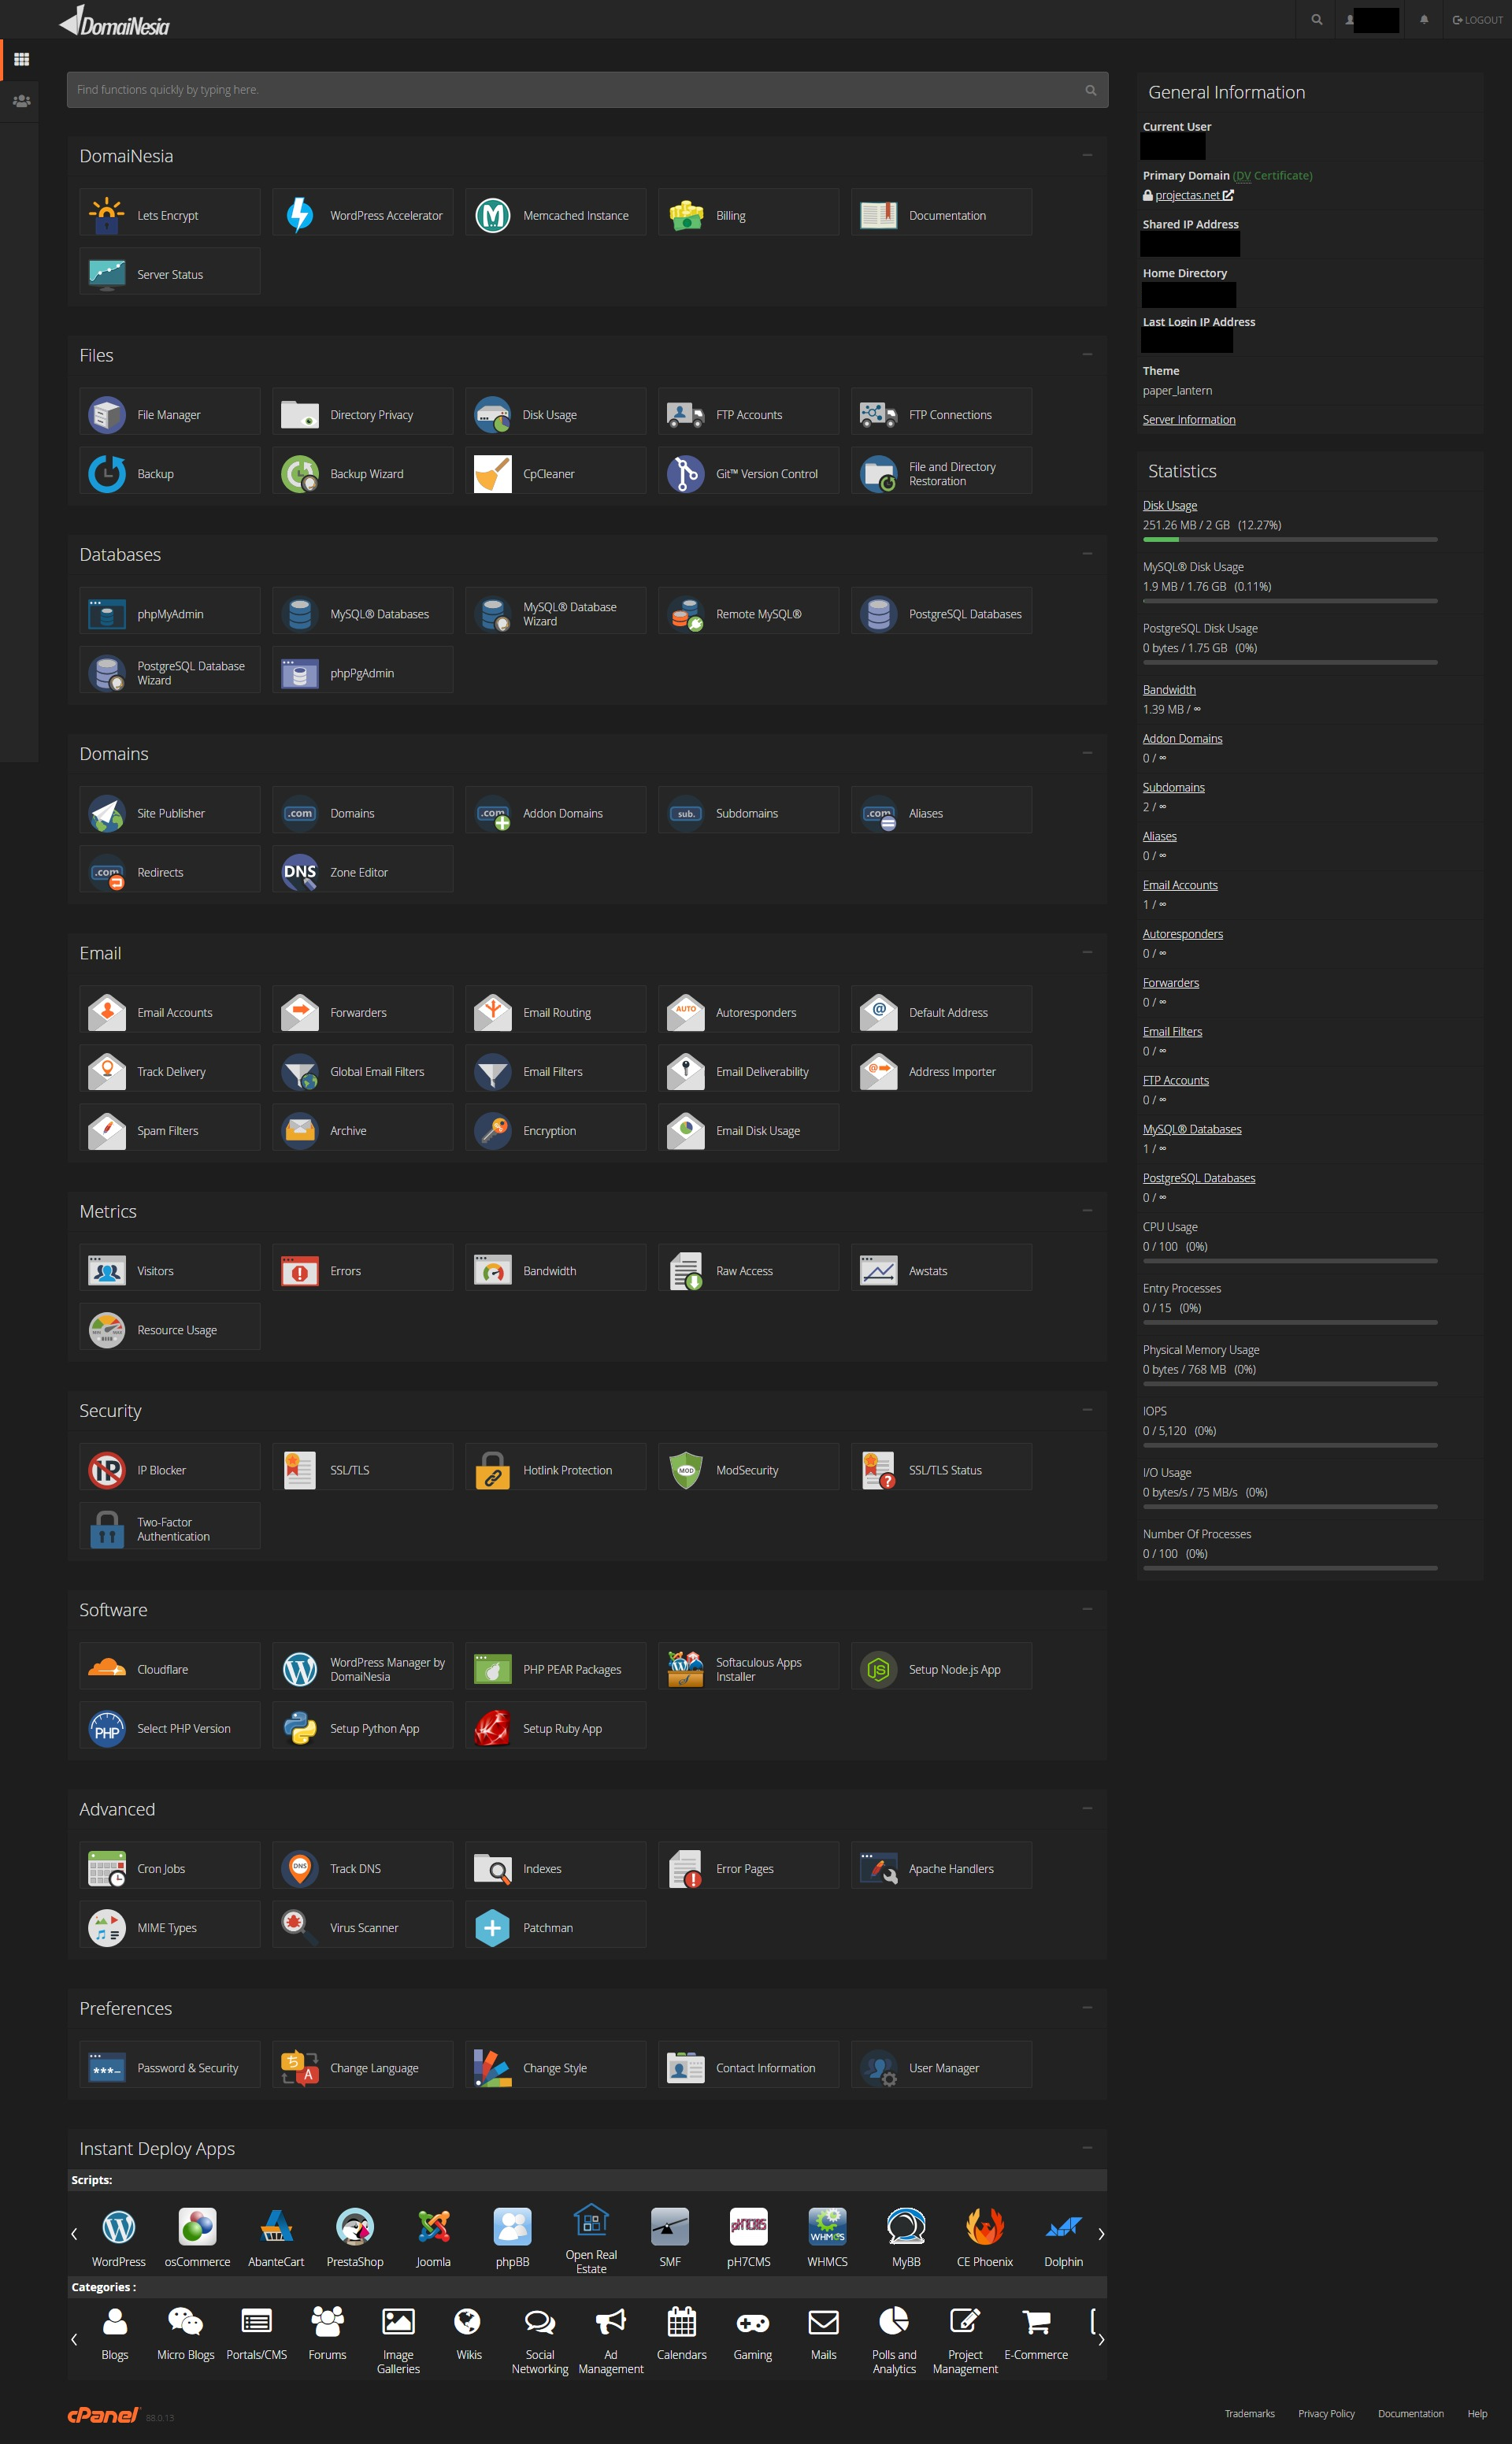 DomaiNesia
LOGOUT
Find functions quickly by typing here.
DomaiNesia
Lets Encrypt
WordPress Accelerator
Memcached Instance
Billing
Documentation
Server Status
Files
File Manager
Directory Privacy
Disk Usage
FTP Accounts
FTP Connections
Backup
Backup Wizard
CpCleaner
Git™ Version Control
File and Directory
Restoration
Databases
phpMyAdmin
MySQL® Databases
MySQL® Database
Wizard
Remote MySQL®
PostgreSQL Databases
PostgreSQL Database
Wizard
phpPgAdmin
Domains
Site Publisher
.com
Domains
.com
Addon Domains
sub.
Subdomains
.com
Aliases
.com
Redirects
DNS
Zone Editor
Email
Email Accounts
Forwarders
Email Routing
AUTO
Autoresponders
@
Default Address
Track Delivery
Global Email Filters
Email Filters
Email Deliverability
@
Address Importer
Spam Filters
Archive
Encryption
Email Disk Usage
Metrics
Visitors
Errors
Bandwidth
Raw Access
Awstats
Resource Usage
Security
IP
IP Blocker
SSL/TLS
Hotlink Protection
MOD
ModSecurity
?
SSL/TLS Status
Two-Factor
Authentication
Software
Cloudflare
WordPress Manager by
DomaiNesia
PHP PEAR Packages
Softaculous Apps
Installer
JS
Setup Node.js App
PHP
Select PHP Version
Setup Python App
Setup Ruby App
Advanced
Cron Jobs
DNS
Track DNS
Indexes
Error Pages
Apache Handlers
MIME Types
Virus Scanner
Patchman
Preferences
***–
Password & Security
ち A
Change Language
Change Style
Contact Information
User Manager
Instant Deploy Apps
Scripts:
WordPress
osCommerce
AbanteCart
PrestaShop
Joomla
phpBB
Open Real
Estate
SMF
pH7CMS
WHMCS
WHMCS
MyBB
CE Phoenix
Dolphin
Categories :
Blogs
Micro Blogs
Portals/CMS
Forums
Image
Galleries
Wikis
Social
Networking
Ad
Management
Calendars
Gaming
Mails
Polls and
Analytics
Project
Management
E-Commerce
General Information
Current User
Primary Domain (DV Certificate)
projectas.net
Shared IP Address
Home Directory
Last Login IP Address
Theme
paper_lantern
Server Information
Statistics
Disk Usage
251.26 MB / 2 GB (12.27%)
MySQL® Disk Usage
1.9 MB / 1.76 GB (0.11%)
PostgreSQL Disk Usage
0 bytes / 1.75 GB (0%)
Bandwidth
1.39 MB / ∞
Addon Domains
0 / ∞
Subdomains
2 / ∞
Aliases
0 / ∞
Email Accounts
1 / ∞
Autoresponders
0 / ∞
Forwarders
0 / ∞
Email Filters
0 / ∞
FTP Accounts
0 / ∞
MySQL® Databases
1 / ∞
PostgreSQL Databases
0 / ∞
CPU Usage
0 / 100 (0%)
Entry Processes
0 / 15 (0%)
Physical Memory Usage
0 bytes / 768 MB (0%)
IOPS
0 / 5,120 (0%)
I/O Usage
0 bytes/s / 75 MB/s (0%)
Number Of Processes
0 / 100 (0%)
cPanel 88.0.13
Trademarks
Privacy Policy
Documentation
Help